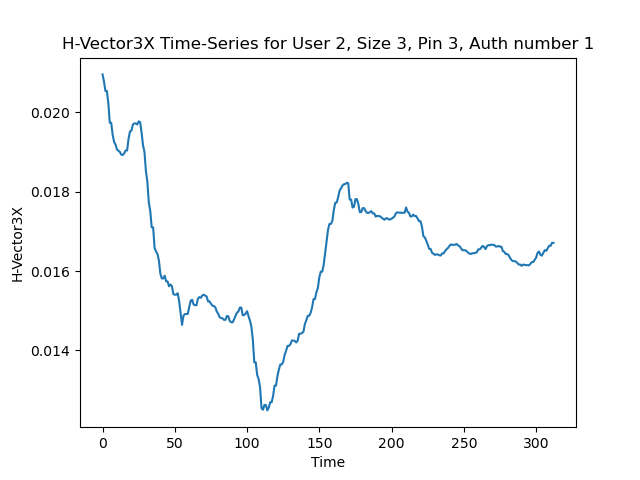 H-Vector3X Time-Series for User 2, Size 3, Pin 3, Auth number 1
0.020
0.018
0.016
0.014
H-Vector3X
0 50 100 150 200 250 300
Time